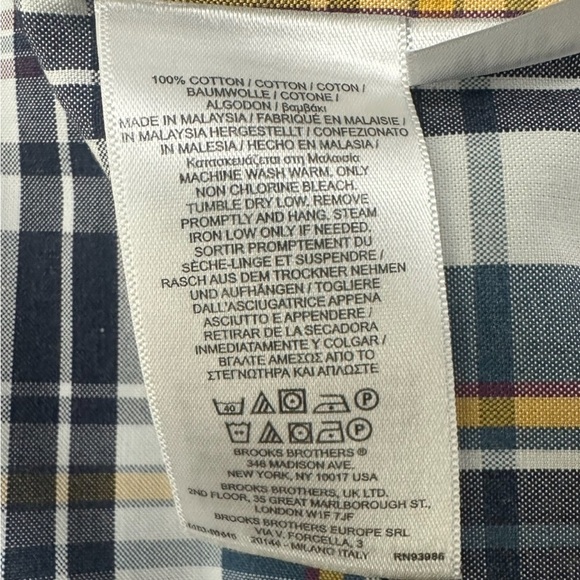 100% COTTON / COTTON / COTON /
BAUMWOLLE / COTONE /
ALGODON / βαμβάκι
MADE IN MALAYSIA / FABRIQUÉ EN MALAISIE /
IN MALAYSIA HERGESTELLT / CONFEZIONATO
IN MALESIA / HECHO EN MALASIA /
Κατασκευάζεται στη Μαλαισία
MACHINE WASH WARM. ONLY
NON CHLORINE BLEACH.
TUMBLE DRY LOW. REMOVE
PROMPTLY AND HANG. STEAM
IRON LOW ONLY IF NEEDED.
SORTIR PROMPTEMENT DU
SÈCHE-LINGE ET SUSPENDRE /
RASCH AUS DEM TROCKNER NEHMEN
UND AUFHÄNGEN / TOGLIERE
DALL'ASCIUGATRICE APPENA
ASCIUTTO E APPENDERE /
RETIRAR DE LA SECADORA
INMEDIATAMENTE Y COLGAR /
ΒΓΑΛΤΕ ΑΜΕΣΩΣ ΑΠΟ ΤΟ
ΣΤΕΓΝΩΤΗΡΑ ΚΑΙ ΑΠΛΩΣΤΕ
40 P
P
BROOKS BROTHERS ®
346 MADISON AVE.
NEW YORK, NY 10017 USA
BROOKS BROTHERS, UK LTD.
2ND FLOOR, 35 GREAT MARLBOROUGH ST.,
LONDON W1F 7JF
BROOKS BROTHERS EUROPE SRL
VIA V. FORCELLA, 3
20144 - MILANO ITALY RN93986